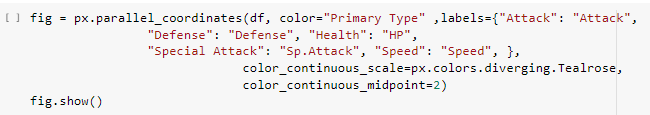 [ ] fig = px.parallel_coordinates(df, color="Primary Type" ,labels={"Attack": "Attack",
"Defense": "Defense", "Health": "HP",
"Special Attack": "Sp.Attack", "Speed": "Speed", },
color_continuous_scale=px.colors.diverging.Tealrose,
color_continuous_midpoint=2)
fig.show()